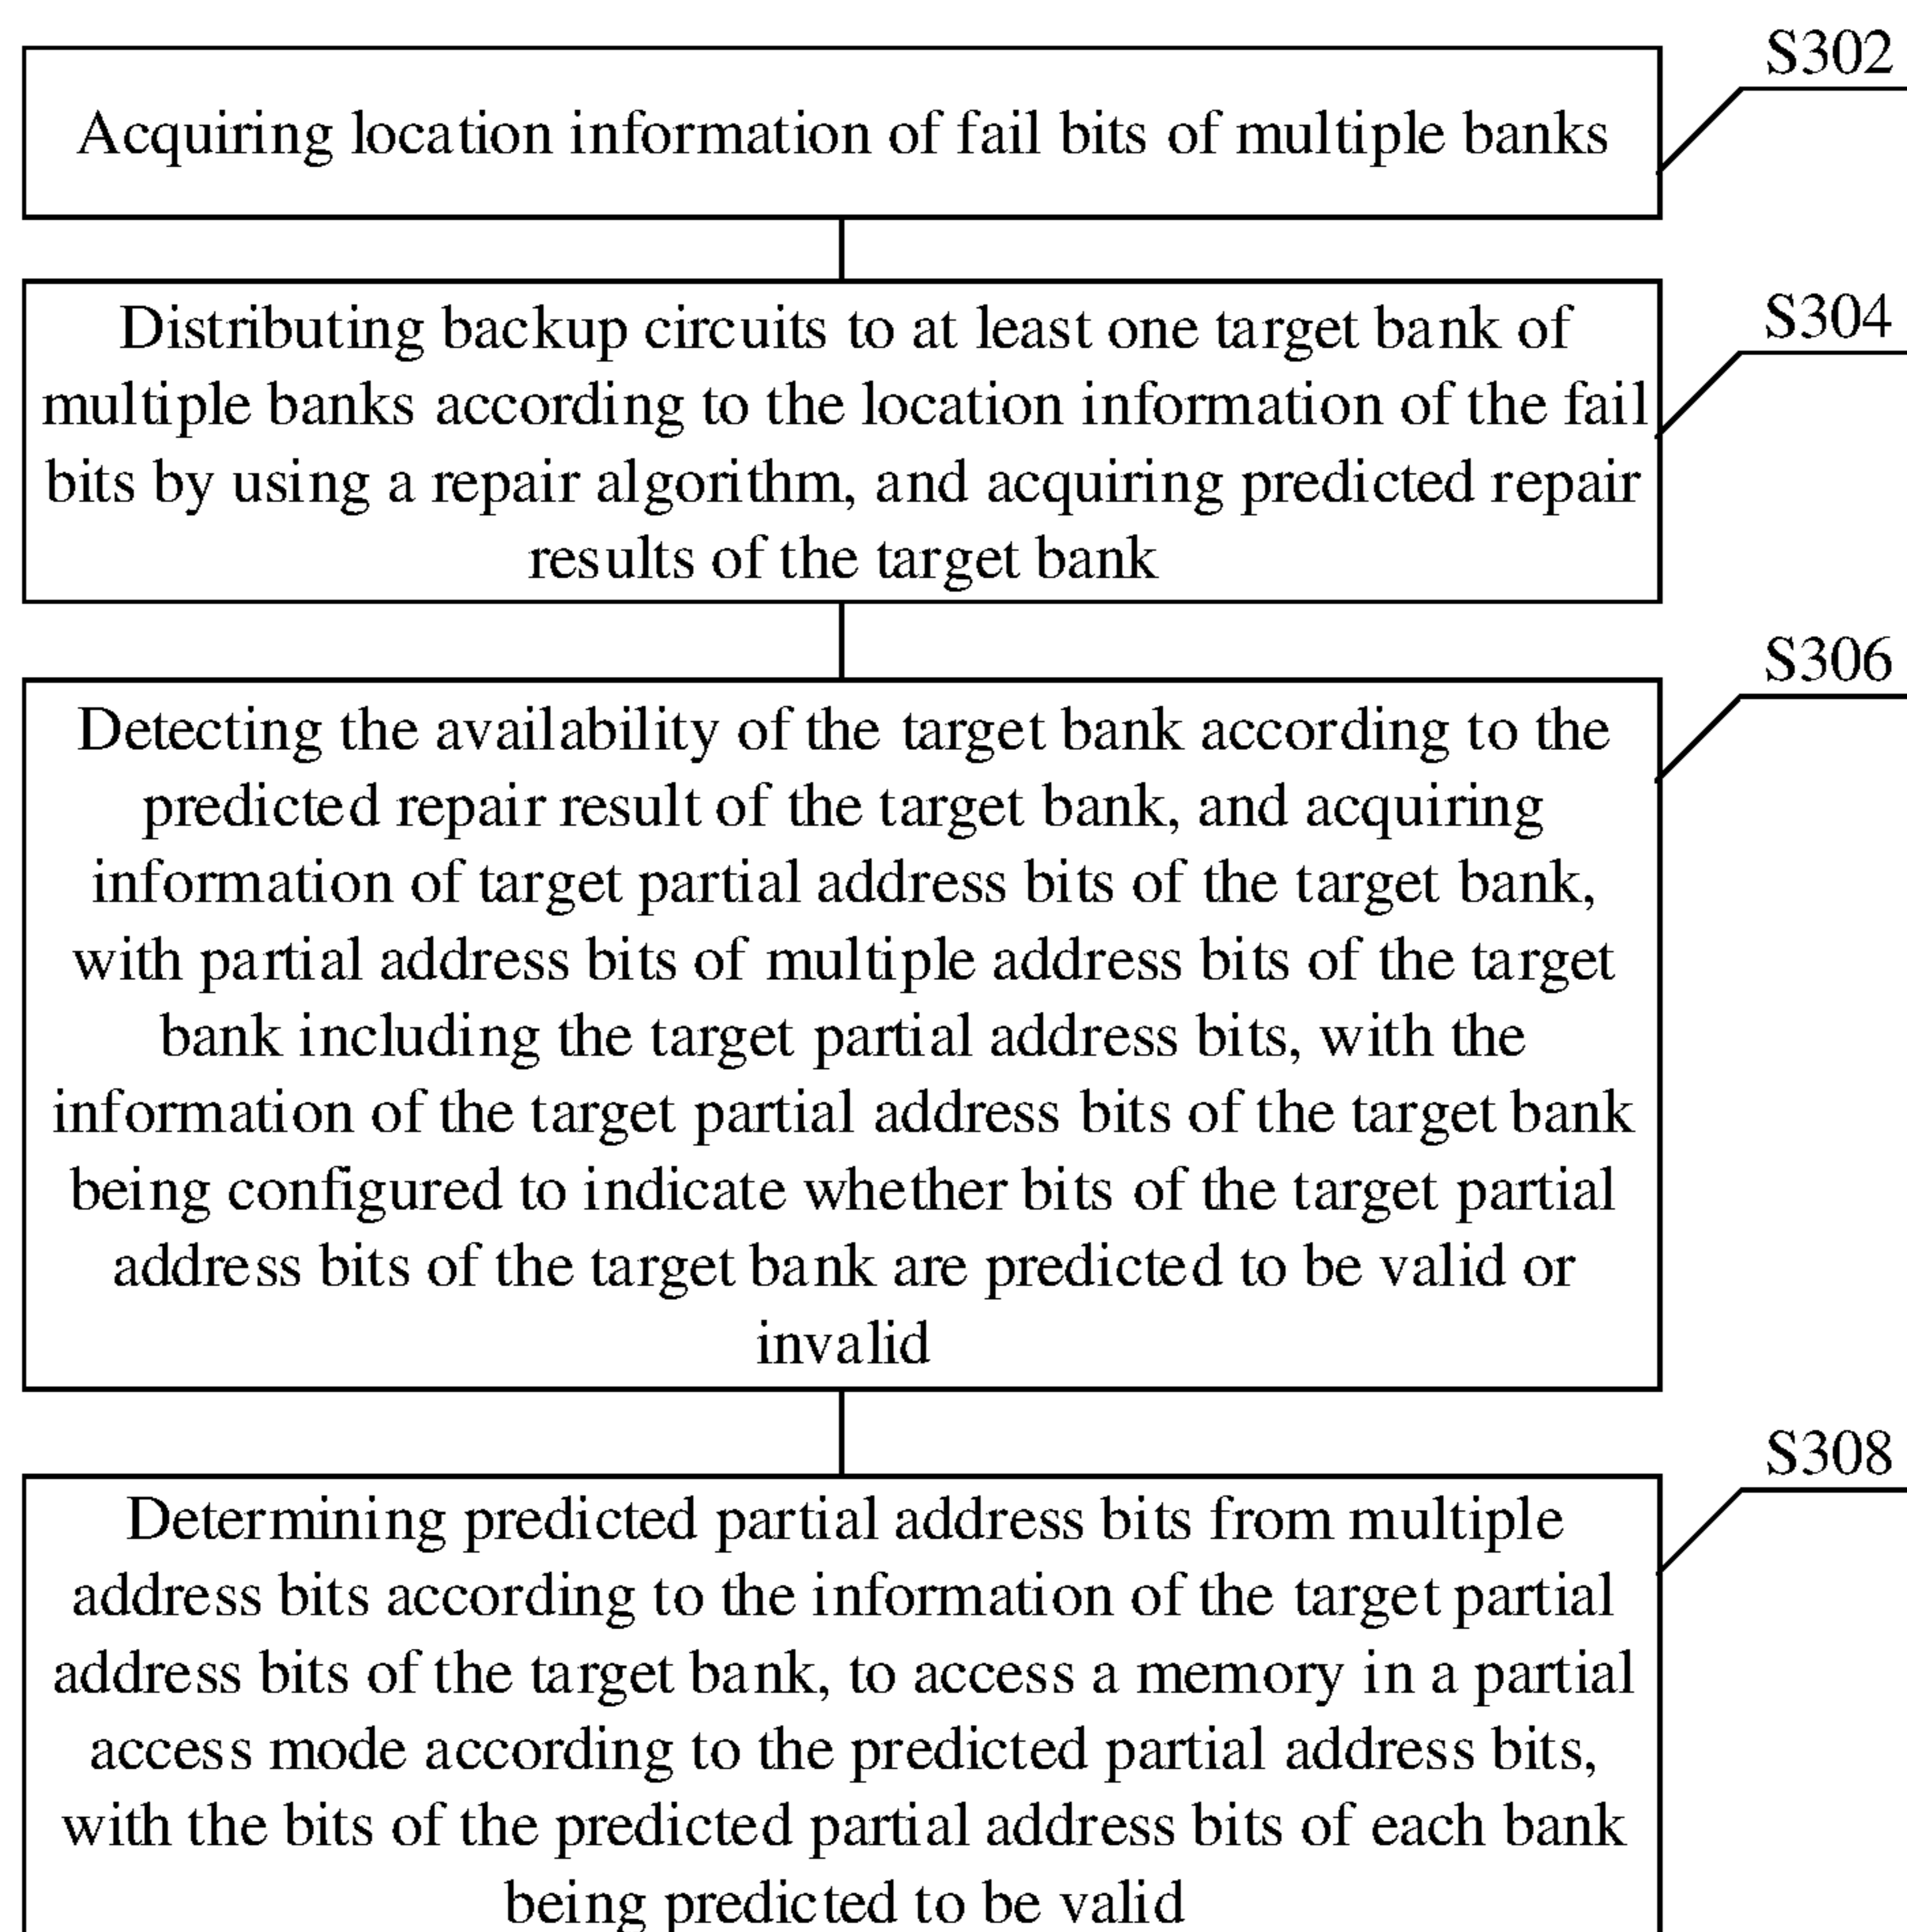 S302
Acquiring location information of fail bits of multiple banks
S304
Distributing backup circuits to at least one target bank of
multiple banks according to the location information of the fail
bits by using a repair algorithm, and acquiring predicted repair
results of the target bank
S306
Detecting the availability of the target bank according to the
predicted repair result of the target bank, and acquiring
information of target partial address bits of the target bank,
with partial address bits of multiple address bits of the target
bank including the target partial address bits, with the
information of the target partial address bits of the target bank
being configured to indicate whether bits of the target partial
address bits of the target bank are predicted to be valid or
invalid
S308
Determining predicted partial address bits from multiple
address bits according to the information of the target partial
address bits of the target bank, to access a memory in a partial
access mode according to the predicted partial address bits,
with the bits of the predicted partial address bits of each bank
being predicted to be valid